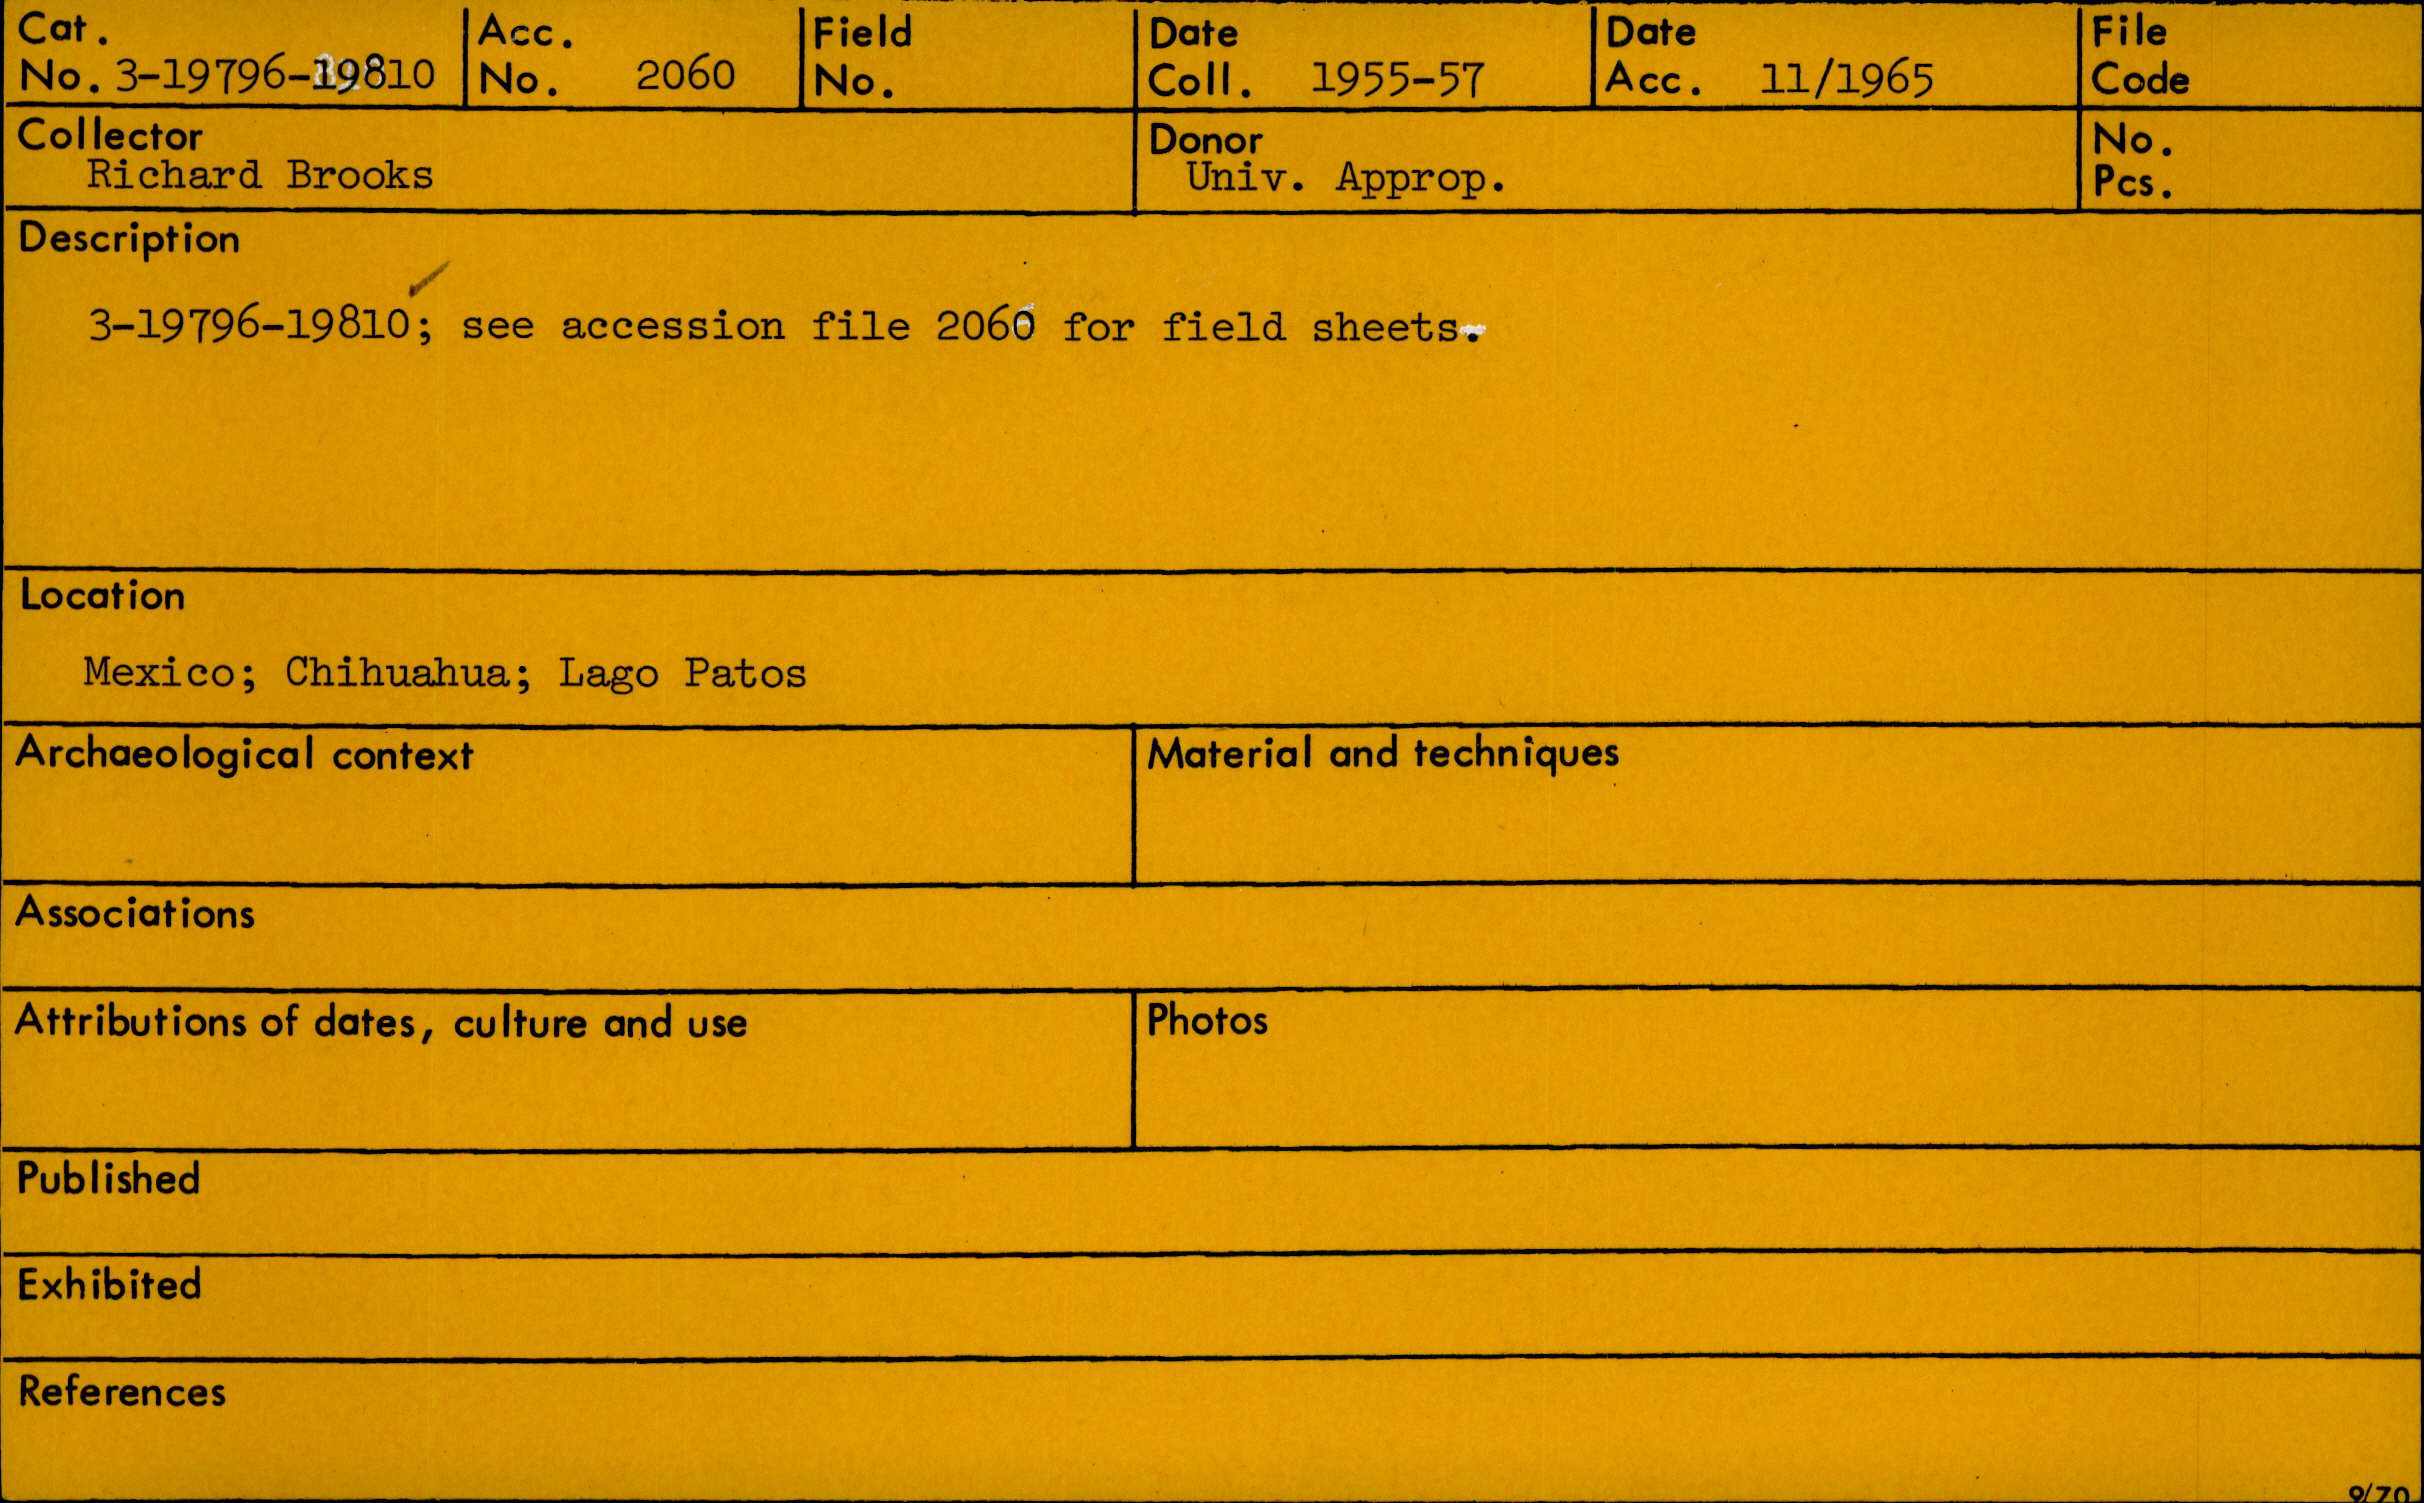 Cat. No. 3-19796-19810
Acc. No. 2060
Field No.
Date Coll. 1955-57
Date Acc. 11/1965
File Code
Collector
Richard Brooks
Donor
Univ. Approp.
No. Pcs.
Description
3-19796-19810; see accession file 2060 for field sheets.
Location
Mexico; Chihuahua; Lago Patos
Archaeological context
Material and techniques
Associations
Attributions of dates, culture and use
Photos
Published
Exhibited
References
9/70